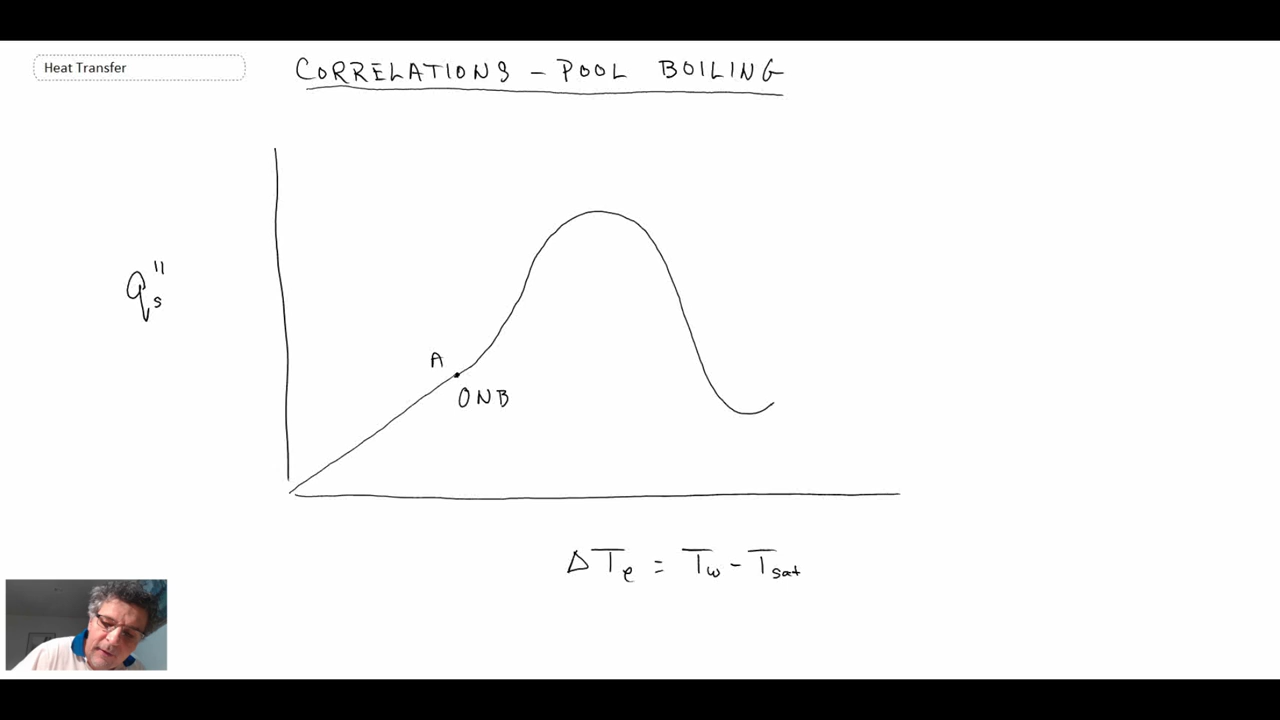 Heat Transfer
CORRELATIONS - POOL BOILING
q"s
A
ONB
ΔTe = Tw - Tsat